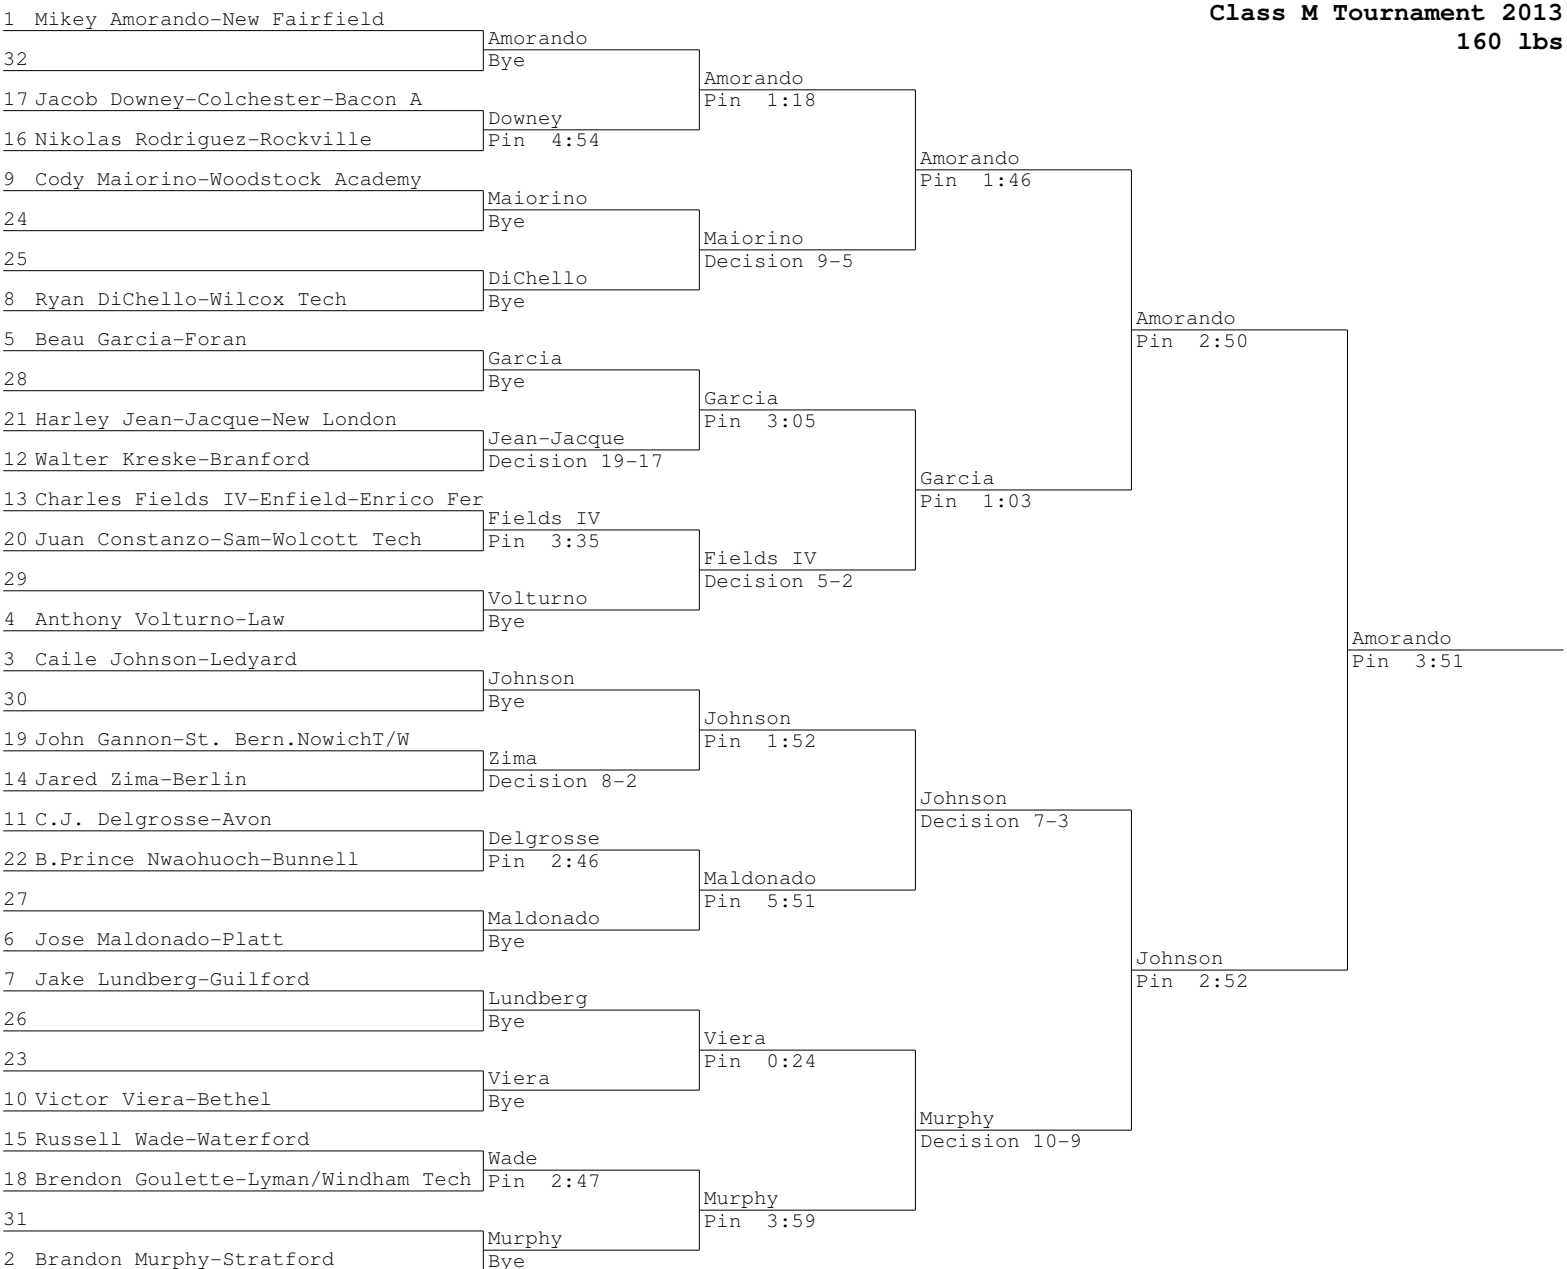 Class M Tournament 2013
160 lbs
1 Mikey Amorando-New Fairfield
32
17 Jacob Downey-Colchester-Bacon A
16 Nikolas Rodriguez-Rockville
9 Cody Maiorino-Woodstock Academy
24
25
8 Ryan DiChello-Wilcox Tech
5 Beau Garcia-Foran
28
21 Harley Jean-Jacque-New London
12 Walter Kreske-Branford
13 Charles Fields IV-Enfield-Enrico Fer
20 Juan Constanzo-Sam-Wolcott Tech
29
4 Anthony Volturno-Law
3 Caile Johnson-Ledyard
30
19 John Gannon-St. Bern.NowichT/W
14 Jared Zima-Berlin
11 C.J. Delgrosse-Avon
22 B.Prince Nwaohuoch-Bunnell
27
6 Jose Maldonado-Platt
7 Jake Lundberg-Guilford
26
23
10 Victor Viera-Bethel
15 Russell Wade-Waterford
18 Brendon Goulette-Lyman/Windham Tech
31
2 Brandon Murphy-Stratford
Amorando
Bye
Downey
Pin 4:54
Maiorino
Bye
DiChello
Bye
Garcia
Bye
Jean-Jacque
Decision 19-17
Fields IV
Pin 3:35
Volturno
Bye
Johnson
Bye
Zima
Decision 8-2
Delgrosse
Pin 2:46
Maldonado
Bye
Lundberg
Bye
Viera
Bye
Wade
Pin 2:47
Murphy
Bye
Amorando
Pin 1:18
Maiorino
Decision 9-5
Garcia
Pin 3:05
Fields IV
Decision 5-2
Johnson
Pin 1:52
Maldonado
Pin 5:51
Viera
Pin 0:24
Murphy
Pin 3:59
Amorando
Pin 1:46
Garcia
Pin 1:03
Johnson
Decision 7-3
Murphy
Decision 10-9
Amorando
Pin 2:50
Johnson
Pin 2:52
Amorando
Pin 3:51